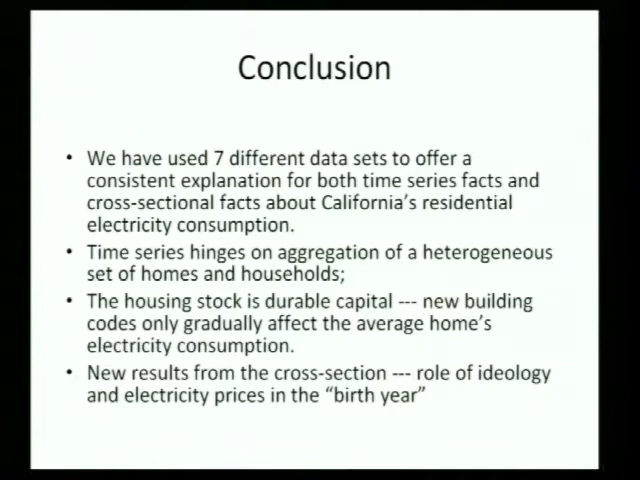 Conclusion
• We have used 7 different data sets to offer a
consistent explanation for both time series facts and
cross-sectional facts about California's residential
electricity consumption.
• Time series hinges on aggregation of a heterogeneous
set of homes and households;
• The housing stock is durable capital --- new building
codes only gradually affect the average home's
electricity consumption.
• New results from the cross-section --- role of ideology
and electricity prices in the “birth year”